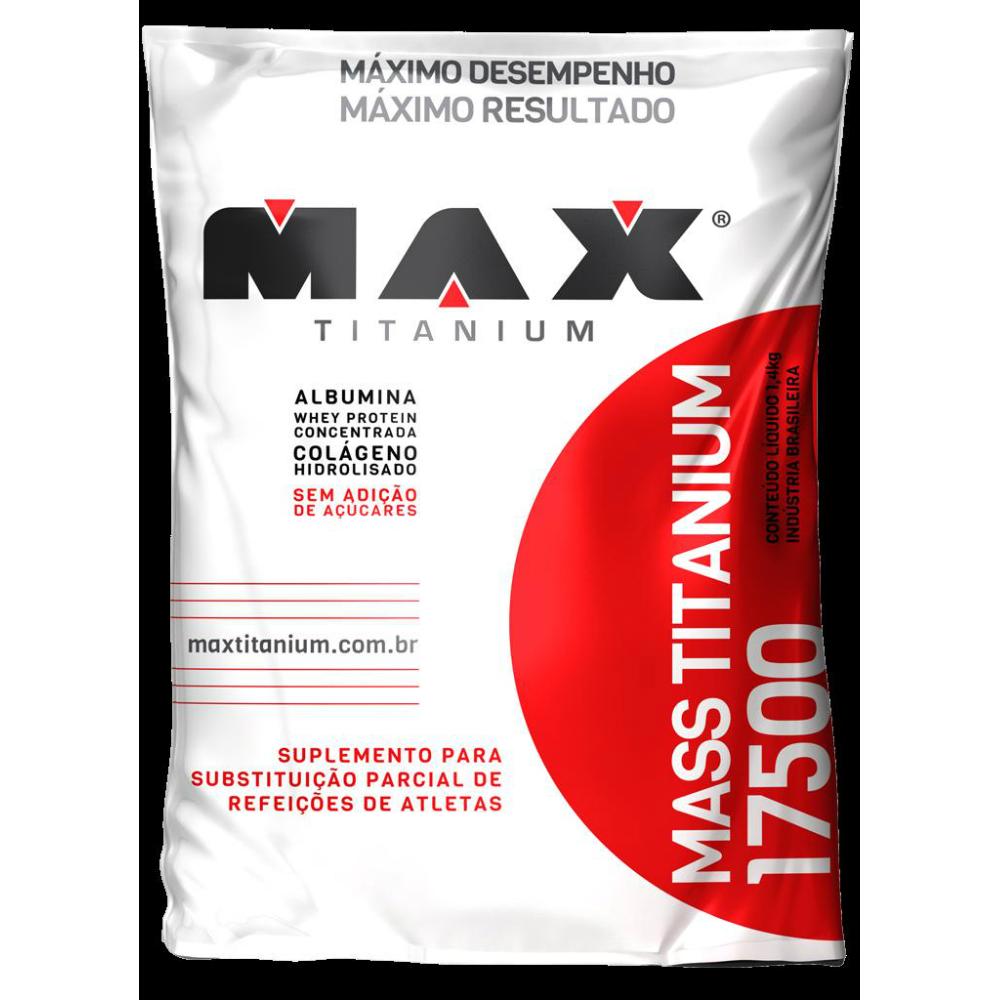 MÁXIMO DESEMPENHO
MÁXIMO RESULTADO
MAX®
TITANIUM
ALBUMINA
WHEY PROTEIN
CONCENTRADA
COLÁGENO
HIDROLISADO
SEM ADIÇÃO
DE AÇUCARES
maxtitanium.com.br
SUPLEMENTO PARA
SUBSTITUIÇÃO PARCIAL DE
REFEIÇÕES DE ATLETAS
MASS TITANIUM
17500
CONTEÚDO LÍQUIDO 1,4kg
INDÚSTRIA BRASILEIRA